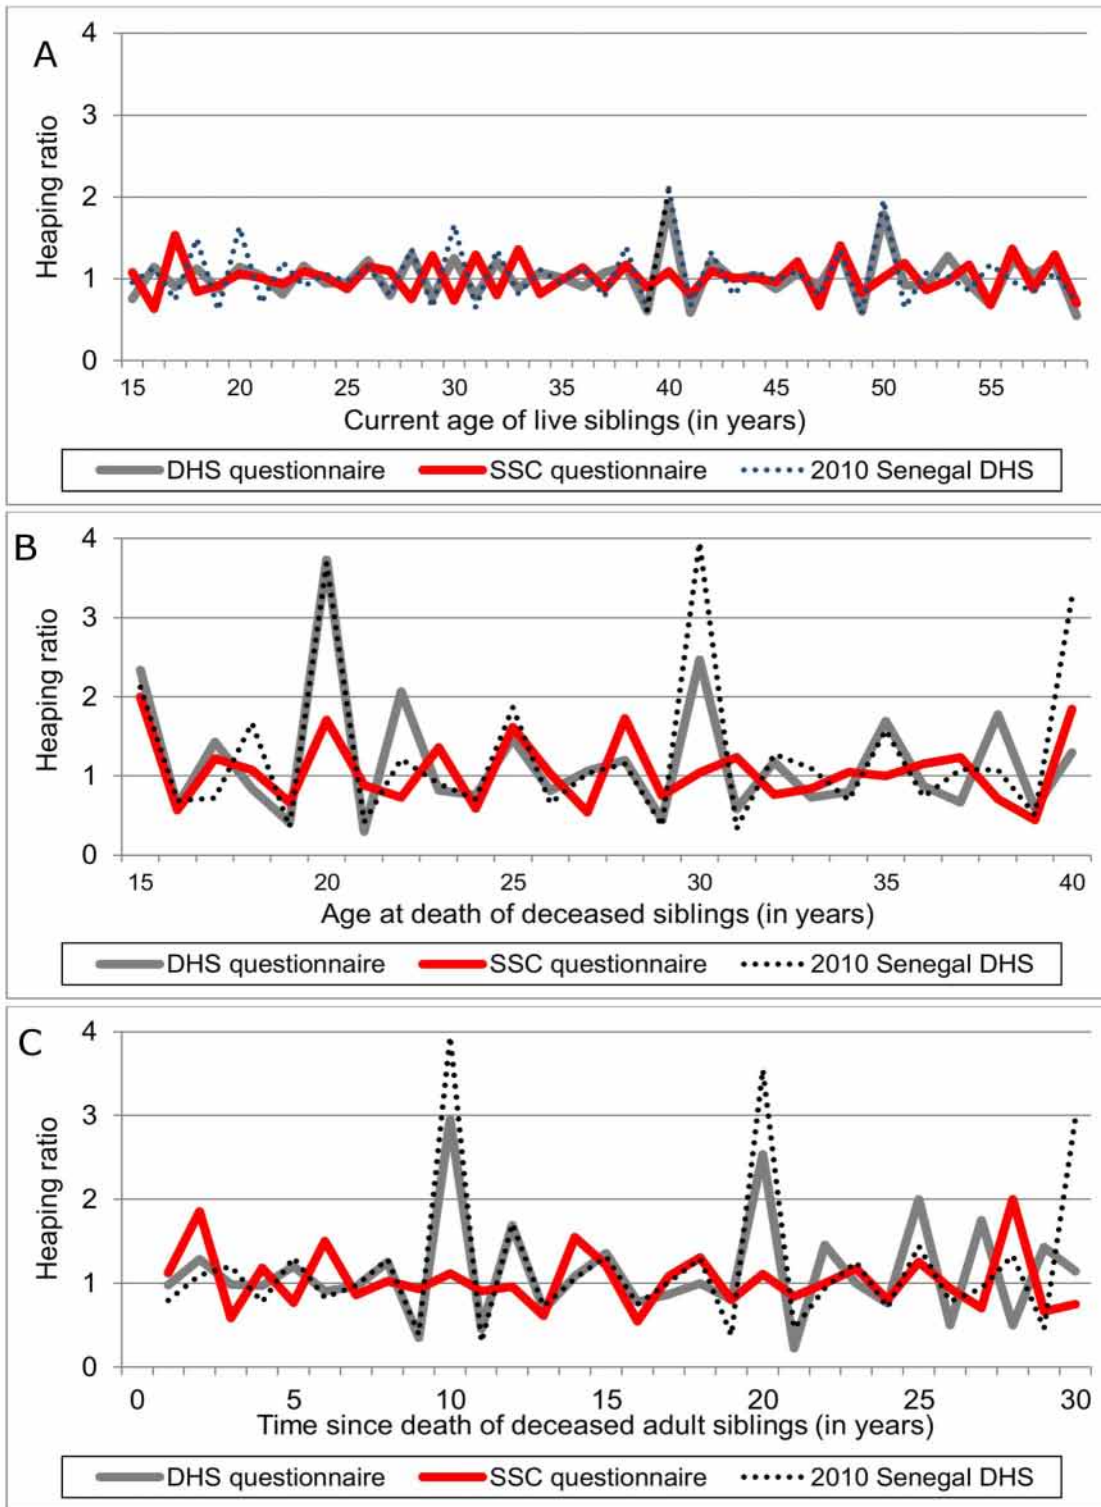 A
4
3
2
1
0
Heaping ratio
15 20 25 30 35 40 45 50 55
Current age of live siblings (in years)
DHS questionnaire SSC questionnaire 2010 Senegal DHS
B
4
3
2
1
0
Heaping ratio
15 20 25 30 35 40
Age at death of deceased siblings (in years)
DHS questionnaire SSC questionnaire 2010 Senegal DHS
C
4
3
2
1
0
Heaping ratio
0 5 10 15 20 25 30
Time since death of deceased adult siblings (in years)
DHS questionnaire SSC questionnaire 2010 Senegal DHS